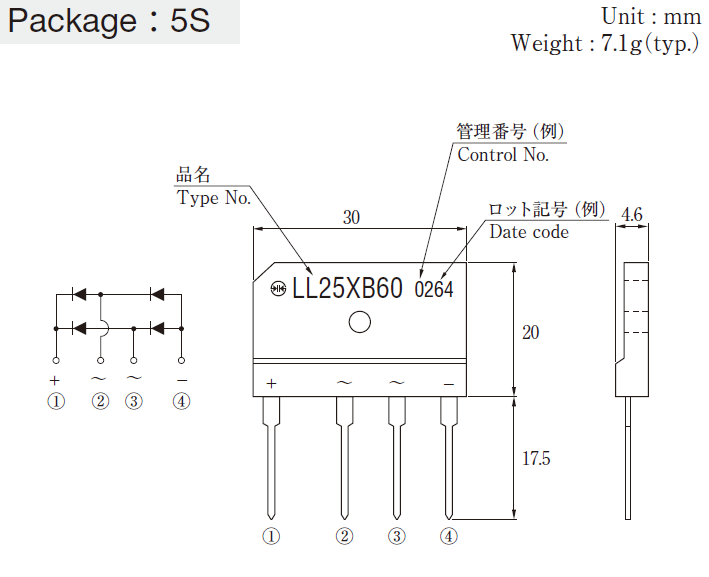 Package : 5S
Unit : mm
Weight : 7.1g(typ.)
管理番号 (例)
Control No.
品名
Type No.
ロット記号 (例)
Date code
30
4.6
LL25XB60 0264
20
+ ～ ～ −
+ ～ ～ −
① ② ③ ④
17.5
① ② ③ ④